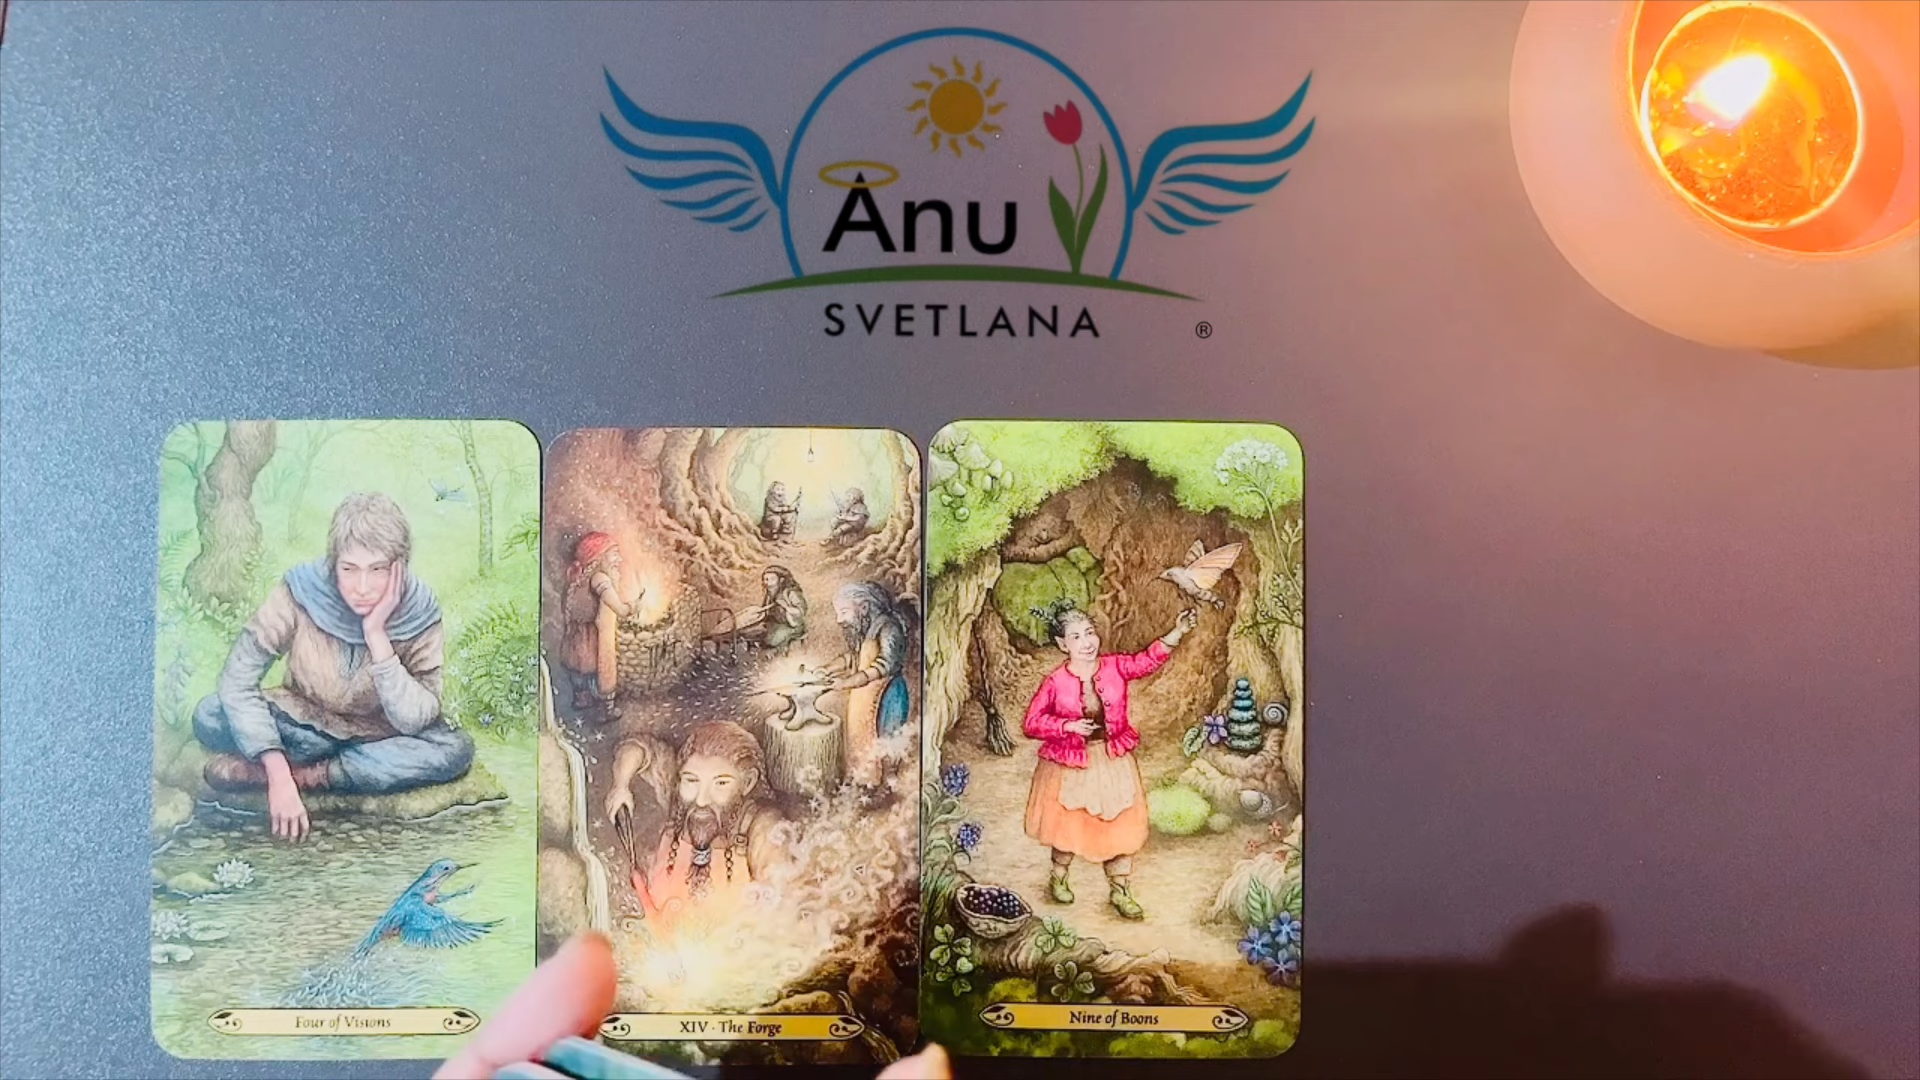 Anu
SVETLANA
®
Four of Visions
XIV · The Forge
Nine of Boons